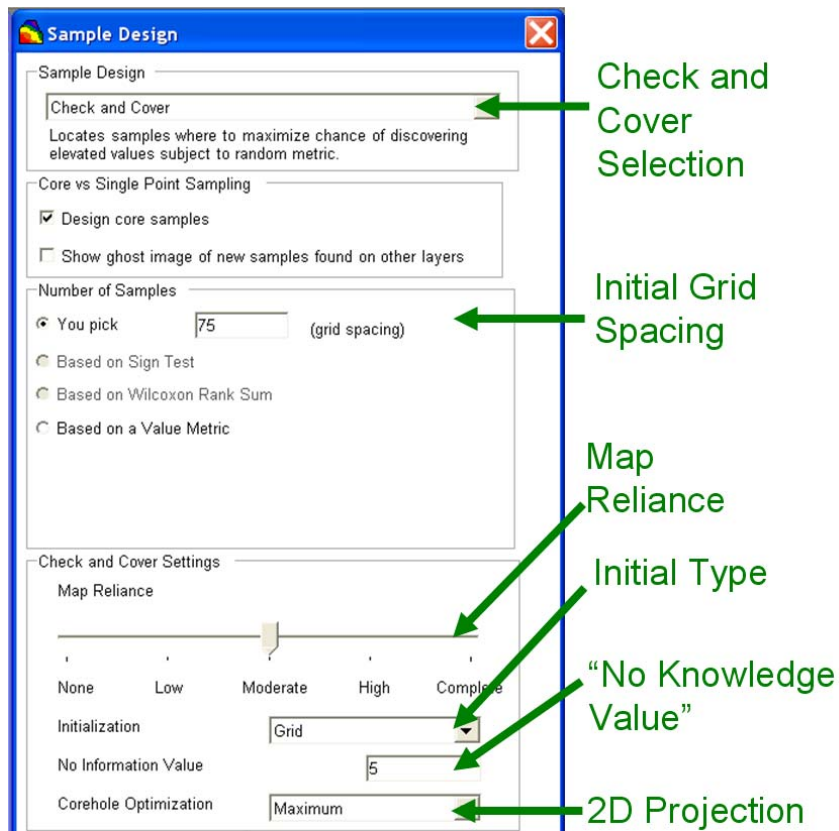 Sample Design
Sample Design
Check and Cover
Locates samples where to maximize chance of discovering
elevated values subject to random metric.
Core vs Single Point Sampling
Design core samples
Show ghost image of new samples found on other layers
Number of Samples
You pick 75 (grid spacing)
Based on Sign Test
Based on Wilcoxon Rank Sum
Based on a Value Metric
Check and Cover Settings
Map Reliance
None Low Moderate High Complete
Initialization Grid
No Information Value 5
Corehole Optimization Maximum
Check and
Cover
Selection
Initial Grid
Spacing
Map
Reliance
Initial Type
“No Knowledge
Value”
2D Projection